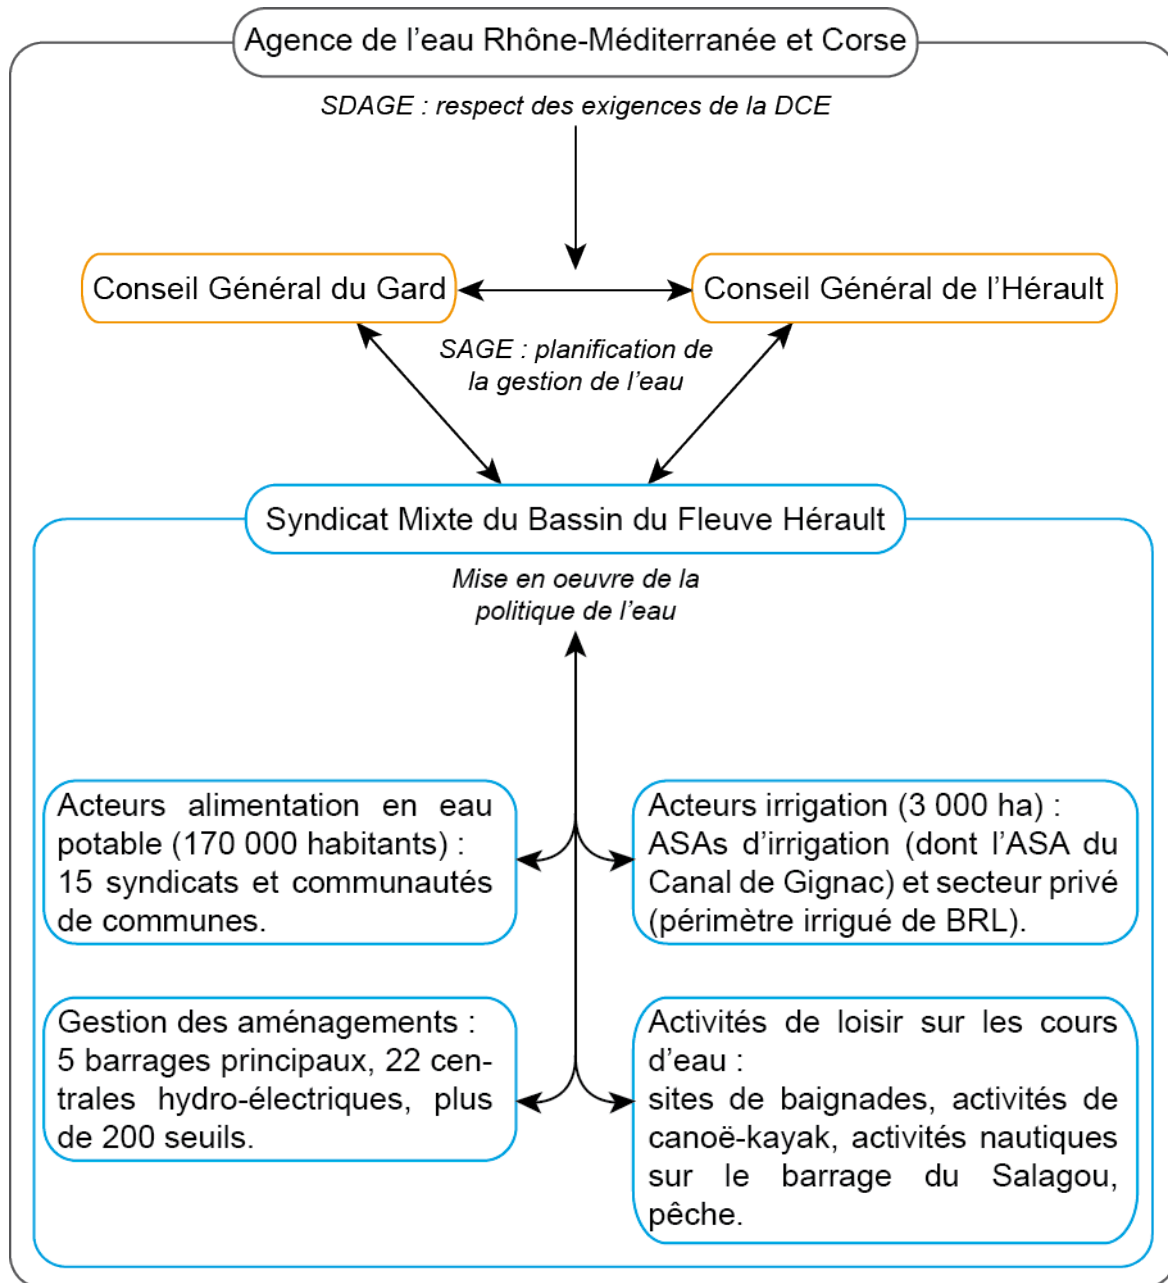 Agence de l’eau Rhône-Méditerranée et Corse
SDAGE : respect des exigences de la DCE
Conseil Général du Gard
Conseil Général de l’Hérault
SAGE : planification de
la gestion de l’eau
Syndicat Mixte du Bassin du Fleuve Hérault
Mise en oeuvre de la
politique de l’eau
Acteurs alimentation en eau
potable (170 000 habitants) :
15 syndicats et communautés
de communes.
Acteurs irrigation (3 000 ha) :
ASAs d’irrigation (dont l’ASA du
Canal de Gignac) et secteur privé
(périmètre irrigué de BRL).
Gestion des aménagements :
5 barrages principaux, 22 cen-
trales hydro-électriques, plus
de 200 seuils.
Activités de loisir sur les cours
d’eau :
sites de baignades, activités de
canoë-kayak, activités nautiques
sur le barrage du Salagou,
pêche.